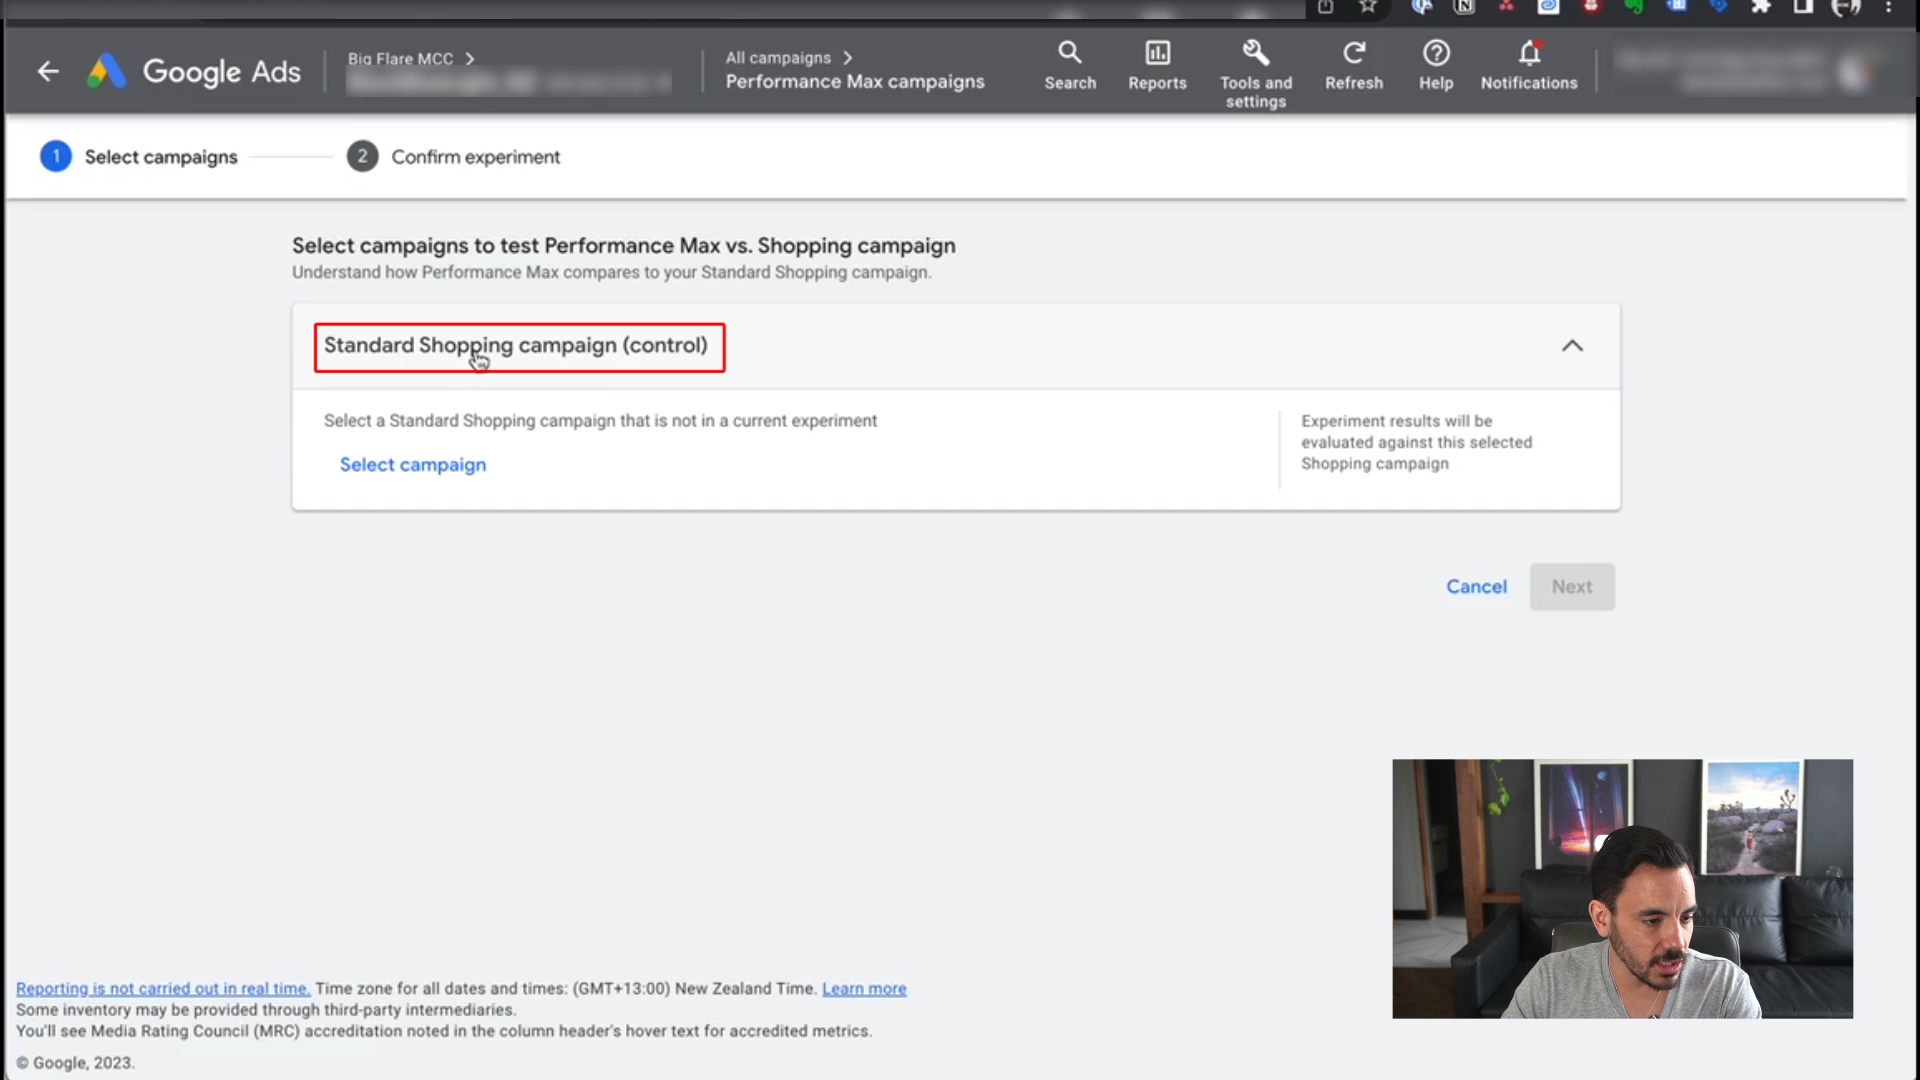 Google Ads
Big Flare MCC
All campaigns
Performance Max campaigns
Search
Reports
Tools and
settings
Refresh
Help
Notifications
1 Select campaigns
2 Confirm experiment
Select campaigns to test Performance Max vs. Shopping campaign
Understand how Performance Max compares to your Standard Shopping campaign.
Standard Shopping campaign (control)
Select a Standard Shopping campaign that is not in a current experiment
Select campaign
Experiment results will be
evaluated against this selected
Shopping campaign
Cancel
Next
Reporting is not carried out in real time. Time zone for all dates and times: (GMT+13:00) New Zealand Time. Learn more
Some inventory may be provided through third-party intermediaries.
You'll see Media Rating Council (MRC) accreditation noted in the column header's hover text for accredited metrics.
© Google, 2023.